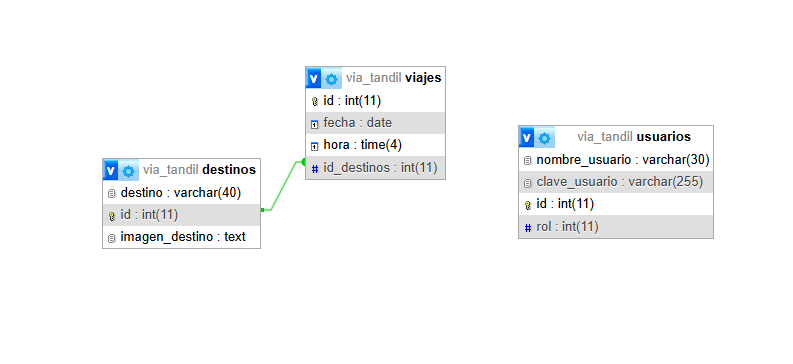 via_tandil viajes
id : int(11)
fecha : date
hora : time(4)
id_destinos : int(11)
via_tandil destinos
destino : varchar(40)
id : int(11)
imagen_destino : text
via_tandil usuarios
nombre_usuario : varchar(30)
clave_usuario : varchar(255)
id : int(11)
rol : int(11)